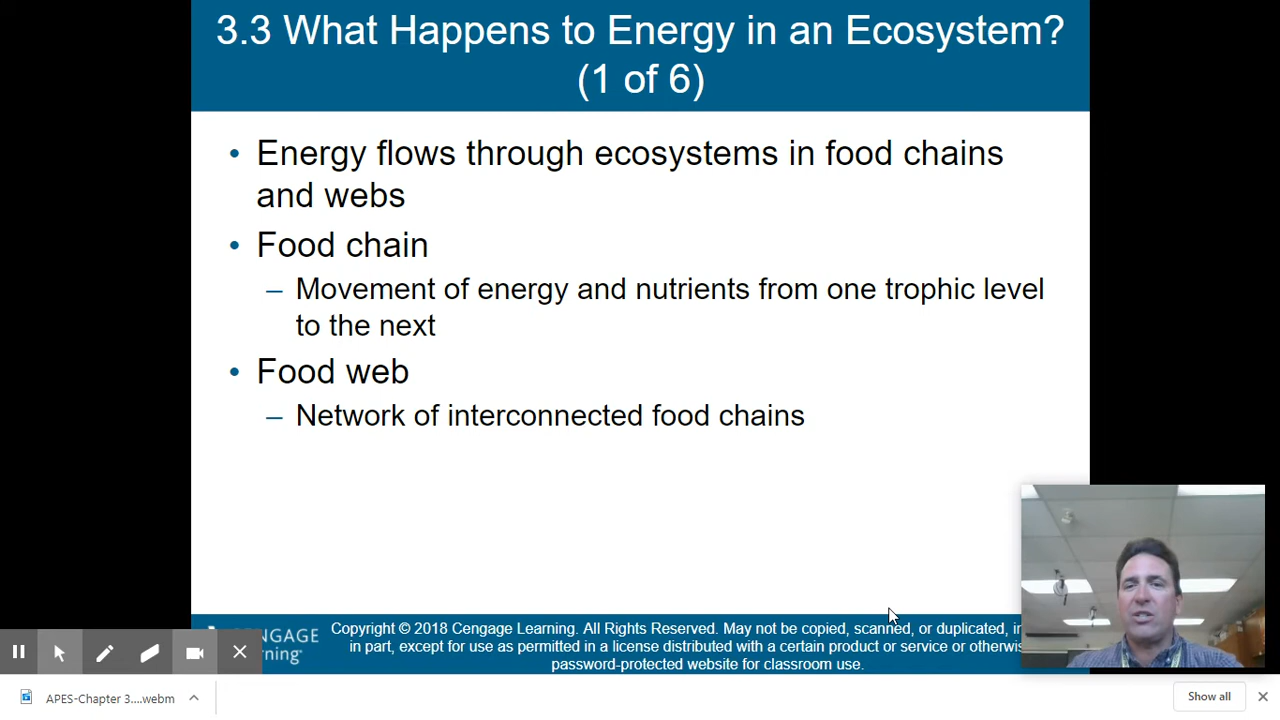 3.3 What Happens to Energy in an Ecosystem?
(1 of 6)
• Energy flows through ecosystems in food chains
and webs
• Food chain
– Movement of energy and nutrients from one trophic level
to the next
• Food web
– Network of interconnected food chains
ENGAGE
Learning
Copyright © 2018 Cengage Learning. All Rights Reserved. May not be copied, scanned, or duplicated, in
in part, except for use as permitted in a license distributed with a certain product or service or otherwis
password-protected website for classroom use.
APES-Chapter 3....webm
Show all